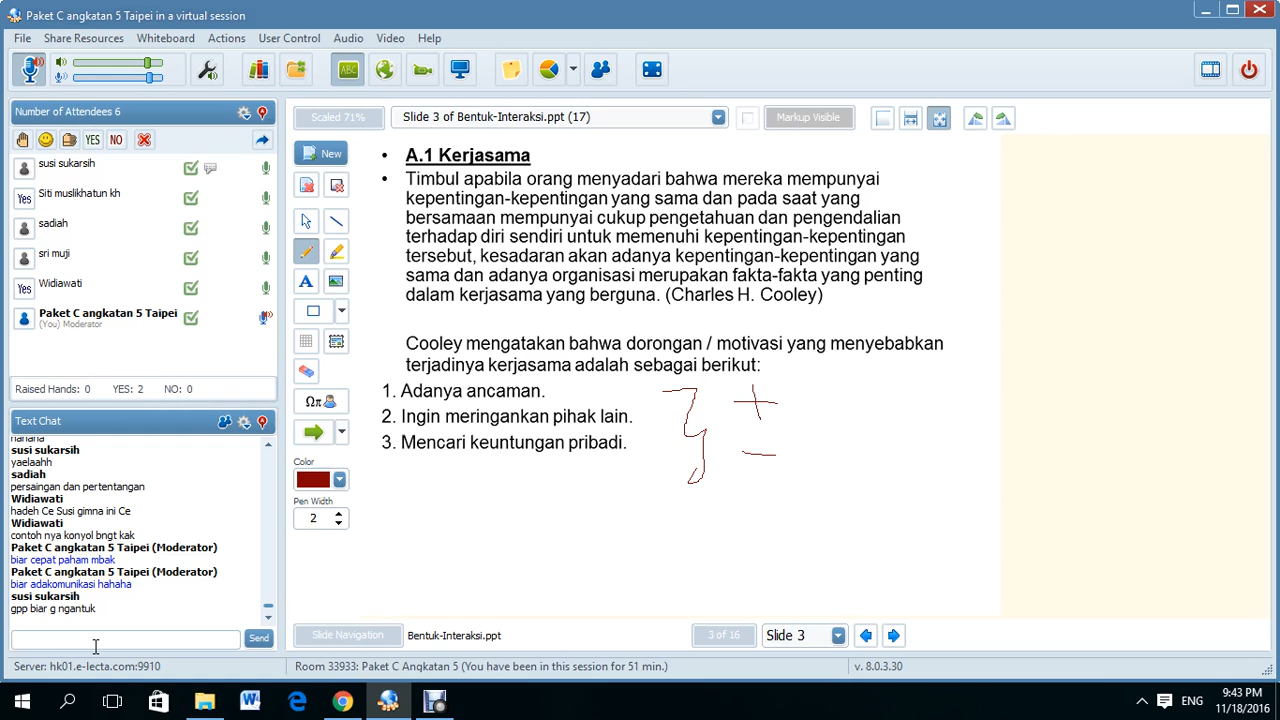 Paket C angkatan 5 Taipei in a virtual session
File Share Resources Whiteboard Actions User Control Audio Video Help
ABC
Number of Attendees 6
YES NO
susi sukarsih
Yes Siti muslikhatun kh
sadiah
sri muji
Yes Widiawati
Paket C angkatan 5 Taipei
(You) Moderator
Raised Hands: 0 YES: 2 NO: 0
Text Chat
hahaha
susi sukarsih
yaelaahh
sadiah
persaingan dan pertentangan
Widiawati
hadeh Ce Susi gimna ini Ce
Widiawati
contoh nya konyol bngt kak
Paket C angkatan 5 Taipei (Moderator)
biar cepat paham mbak
Paket C angkatan 5 Taipei (Moderator)
biar adakomunikasi hahaha
susi sukarsih
gpp biar g ngantuk
Send
Scaled 71% Slide 3 of Bentuk-Interaksi.ppt (17) Markup Visible
New
A
Ωπ
Color
Pen Width
2
• A.1 Kerjasama
• Timbul apabila orang menyadari bahwa mereka mempunyai
kepentingan-kepentingan yang sama dan pada saat yang
bersamaan mempunyai cukup pengetahuan dan pengendalian
terhadap diri sendiri untuk memenuhi kepentingan-kepentingan
tersebut, kesadaran akan adanya kepentingan-kepentingan yang
sama dan adanya organisasi merupakan fakta-fakta yang penting
dalam kerjasama yang berguna. (Charles H. Cooley)
Cooley mengatakan bahwa dorongan / motivasi yang menyebabkan
terjadinya kerjasama adalah sebagai berikut:
1. Adanya ancaman.
2. Ingin meringankan pihak lain.
3. Mencari keuntungan pribadi.
+
−
Slide Navigation Bentuk-Interaksi.ppt 3 of 16 Slide 3
Server: hk01.e-lecta.com:9910 Room 33933: Paket C Angkatan 5 (You have been in this session for 51 min.) v. 8.0.3.30
ENG
9:43 PM
11/18/2016